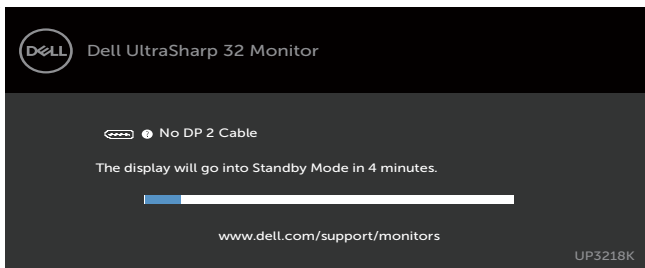 DELL
Dell UltraSharp 32 Monitor
? No DP 2 Cable
The display will go into Standby Mode in 4 minutes.
www.dell.com/support/monitors
UP3218K